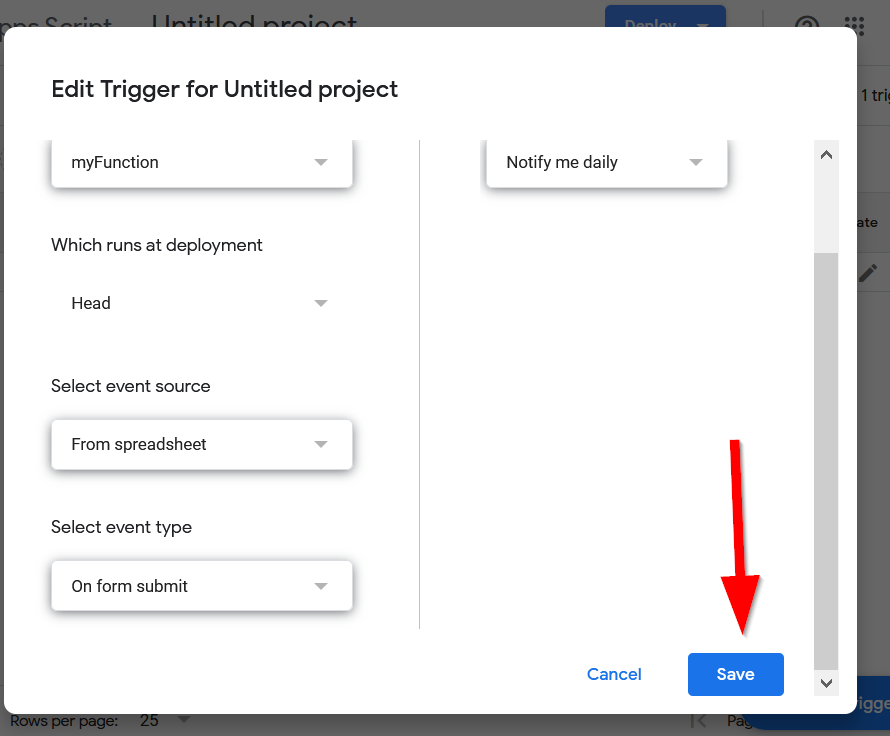 pps Script Untitled project Deploy
Edit Trigger for Untitled project
1 trig
myFunction
Notify me daily
ate
Which runs at deployment
Head
Select event source
From spreadsheet
Select event type
On form submit
Cancel
Save
igge
Rows per page: 25
Pag